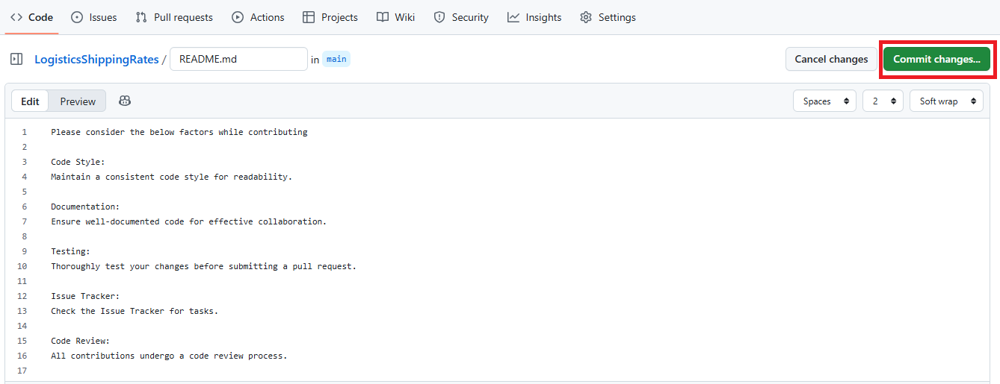 Code Issues Pull requests Actions Projects Wiki Security Insights Settings
LogisticsShippingRates / README.md in main Cancel changes Commit changes...
Edit Preview Spaces 2 Soft wrap
1 Please consider the below factors while contributing
2
3 Code Style:
4 Maintain a consistent code style for readability.
5
6 Documentation:
7 Ensure well-documented code for effective collaboration.
8
9 Testing:
10 Thoroughly test your changes before submitting a pull request.
11
12 Issue Tracker:
13 Check the Issue Tracker for tasks.
14
15 Code Review:
16 All contributions undergo a code review process.
17